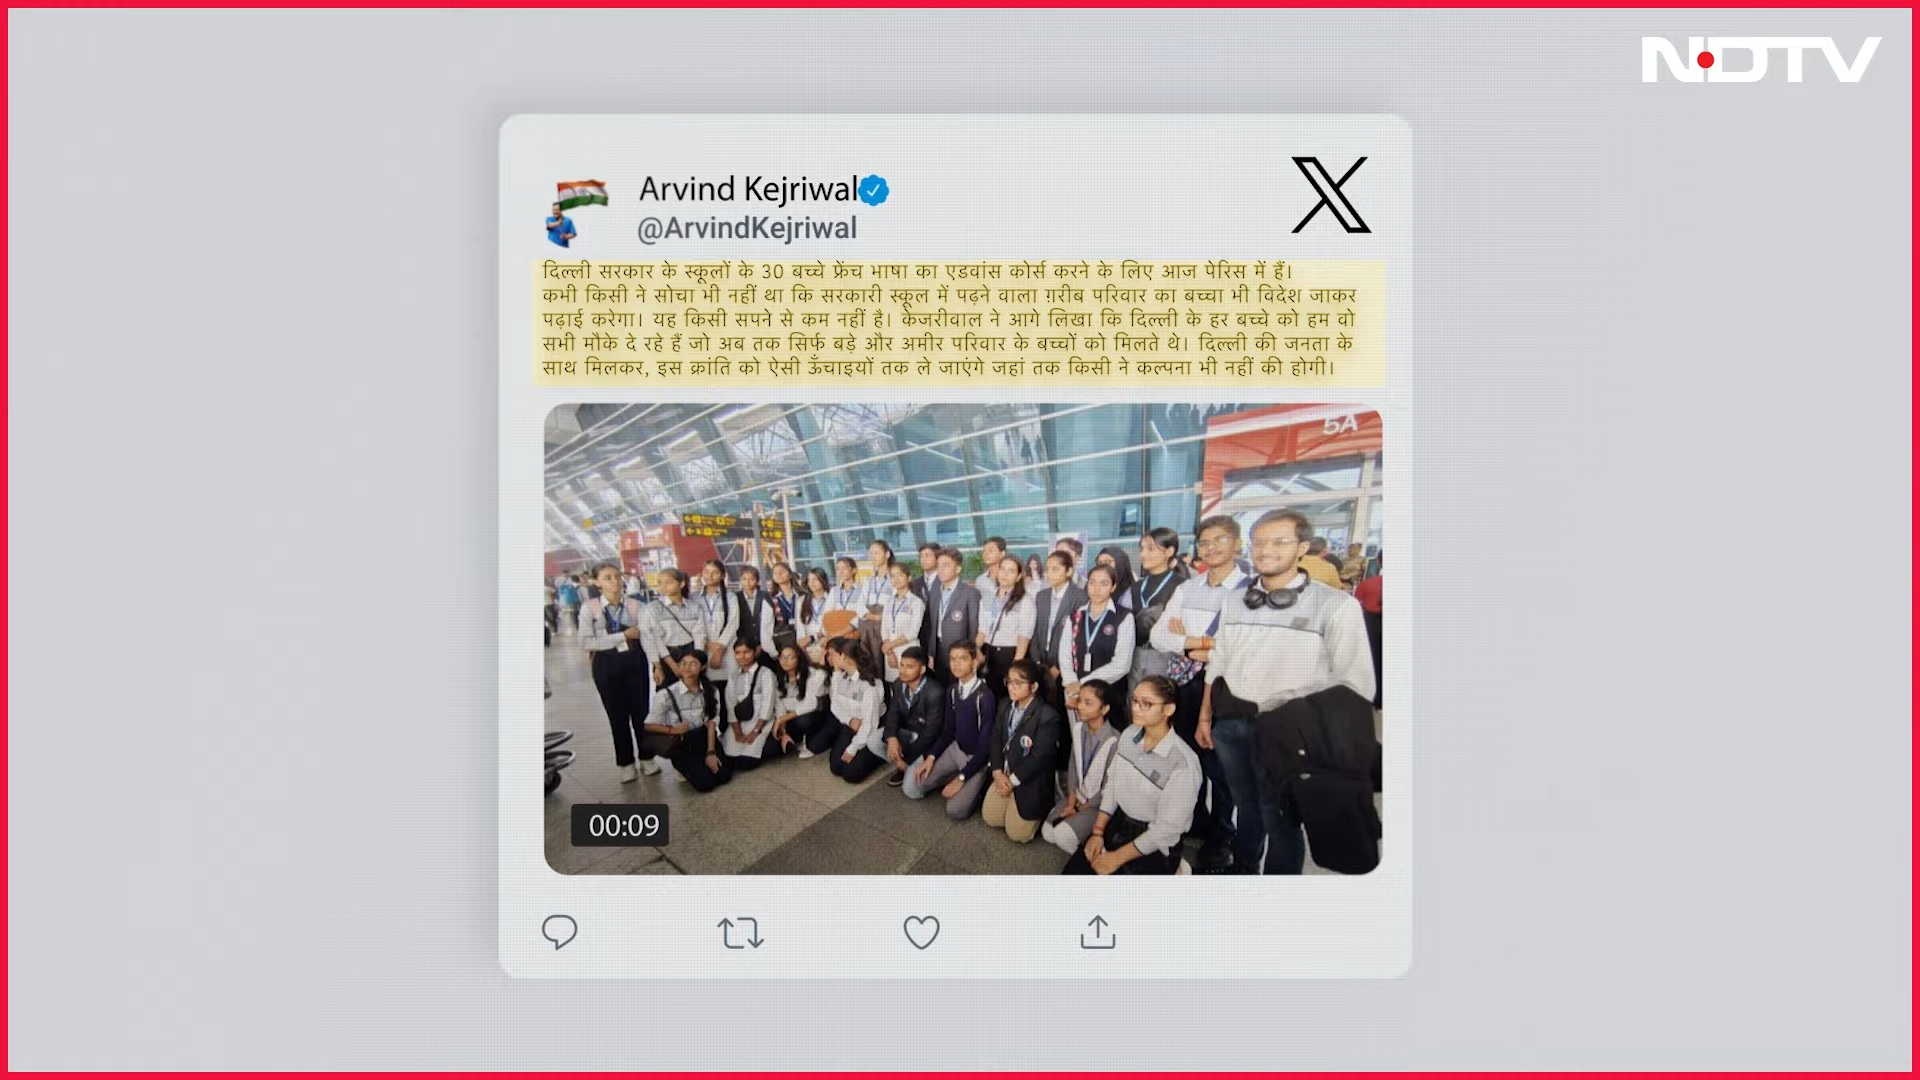 NDTV
Arvind Kejriwal
@ArvindKejriwal
दिल्ली सरकार के स्कूलों के 30 बच्चे फ्रेंच भाषा का एडवांस कोर्स करने के लिए आज पेरिस में हैं।
कभी किसी ने सोचा भी नहीं था कि सरकारी स्कूल में पढ़ने वाला ग़रीब परिवार का बच्चा भी विदेश जाकर
पढ़ाई करेगा। यह किसी सपने से कम नहीं है। केजरीवाल ने आगे लिखा कि दिल्ली के हर बच्चे को हम वो
सभी मौके दे रहे हैं जो अब तक सिर्फ बड़े और अमीर परिवार के बच्चों को मिलते थे। दिल्ली की जनता के
साथ मिलकर, इस क्रांति को ऐसी ऊँचाइयों तक ले जाएंगे जहां तक किसी ने कल्पना भी नहीं की होगी।
5A
00:09